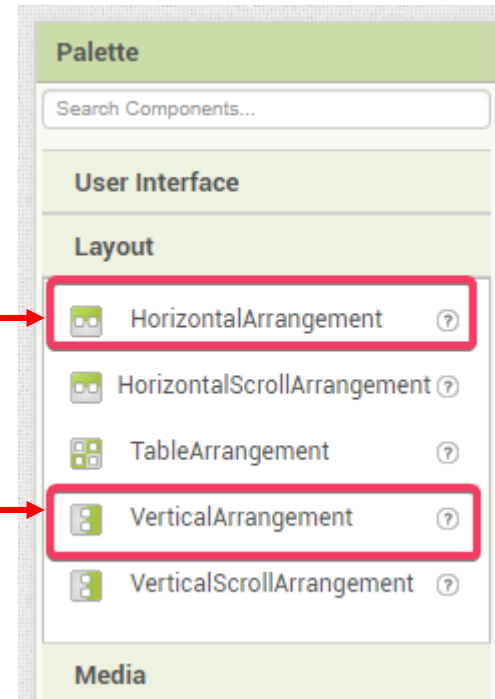 Palette
Search Components...
User Interface
Layout
HorizontalArrangement ?
HorizontalScrollArrangement ?
TableArrangement ?
VerticalArrangement ?
VerticalScrollArrangement ?
Media